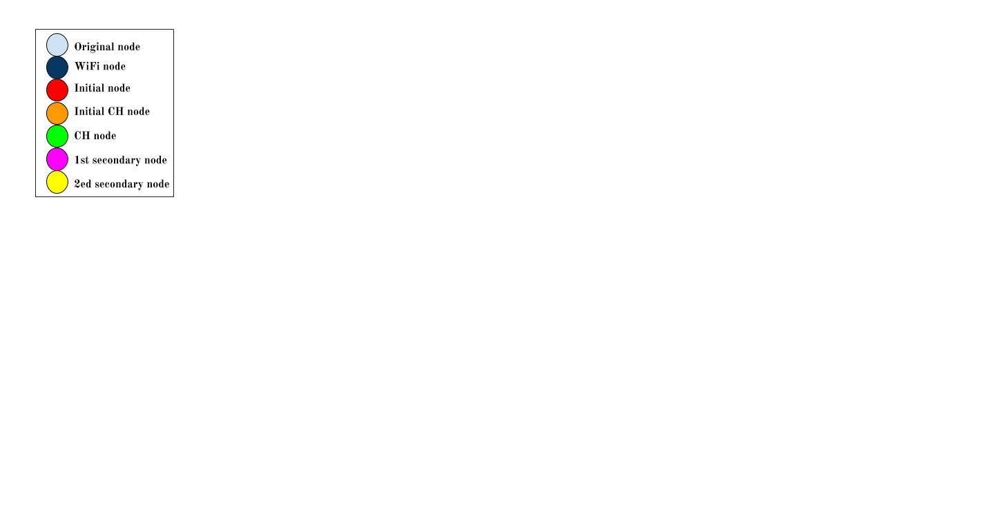 Original node
WiFi node
Initial node
Initial CH node
CH node
1st secondary node
2ed secondary node